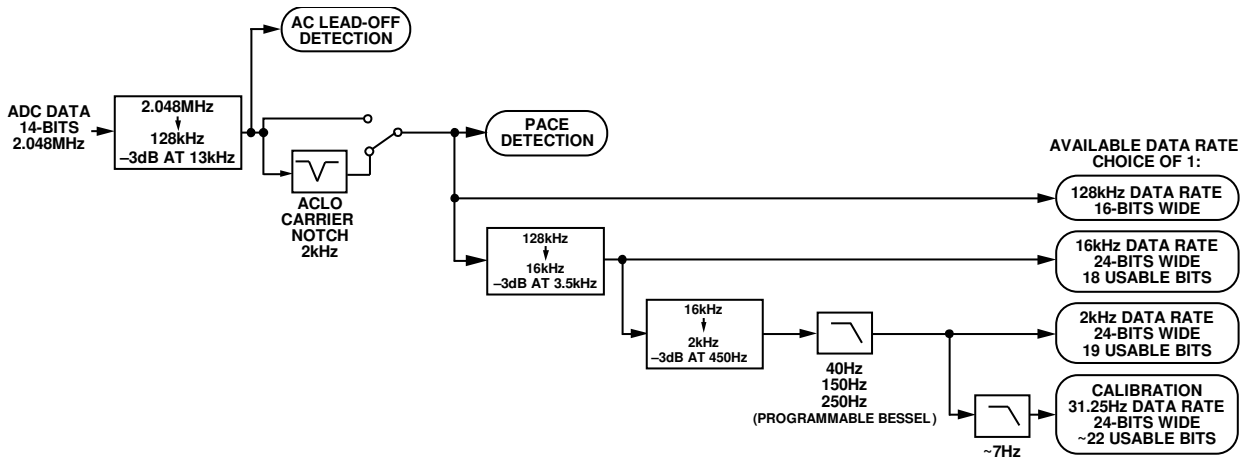 AC LEAD-OFF
DETECTION
ADC DATA
14-BITS
2.048MHz
2.048MHz
128kHz
–3dB AT 13kHz
ACLO
CARRIER
NOTCH
2kHz
PACE
DETECTION
AVAILABLE DATA RATE
CHOICE OF 1:
128kHz DATA RATE
16-BITS WIDE
128kHz
16kHz
–3dB AT 3.5kHz
16kHz DATA RATE
24-BITS WIDE
18 USABLE BITS
16kHz
2kHz
–3dB AT 450Hz
40Hz
150Hz
250Hz
(PROGRAMMABLE BESSEL)
2kHz DATA RATE
24-BITS WIDE
19 USABLE BITS
~7Hz
CALIBRATION
31.25Hz DATA RATE
24-BITS WIDE
~22 USABLE BITS